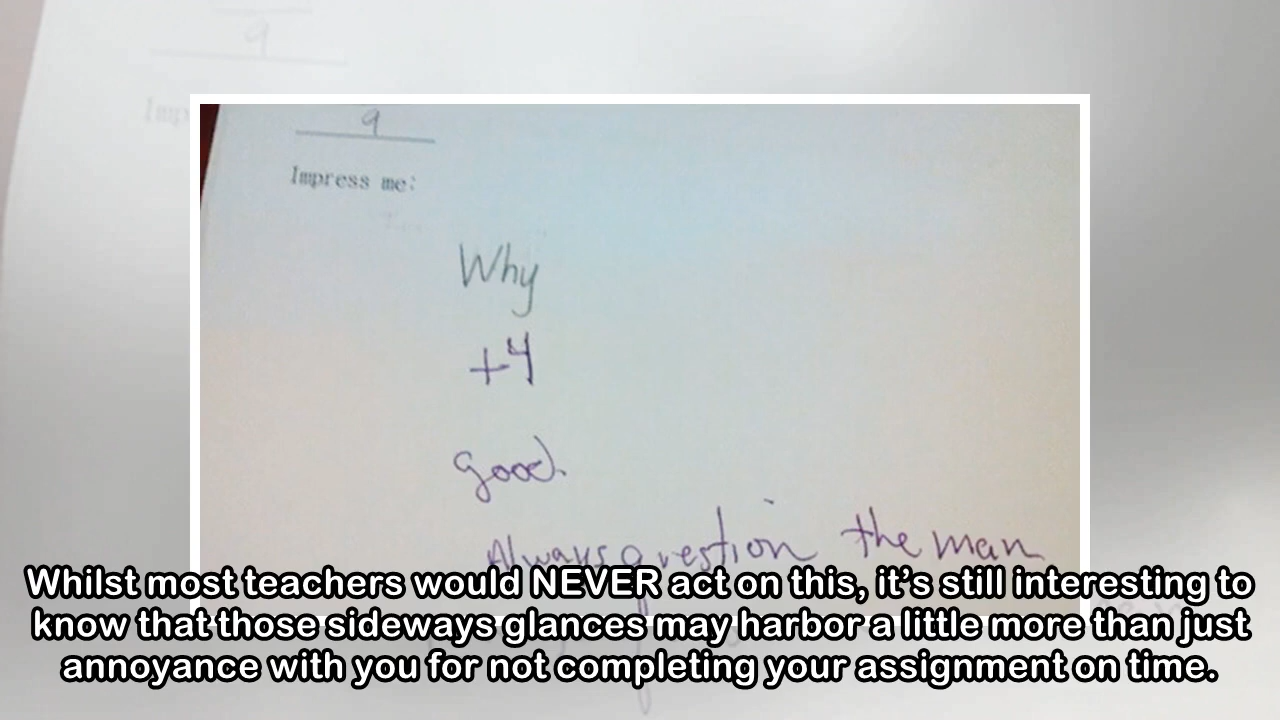 9
Impress me:
Why
+4
good
Always question the man
Whilst most teachers would NEVER act on this, it’s still interesting to
know that those sideways glances may harbor a little more than just
annoyance with you for not completing your assignment on time.